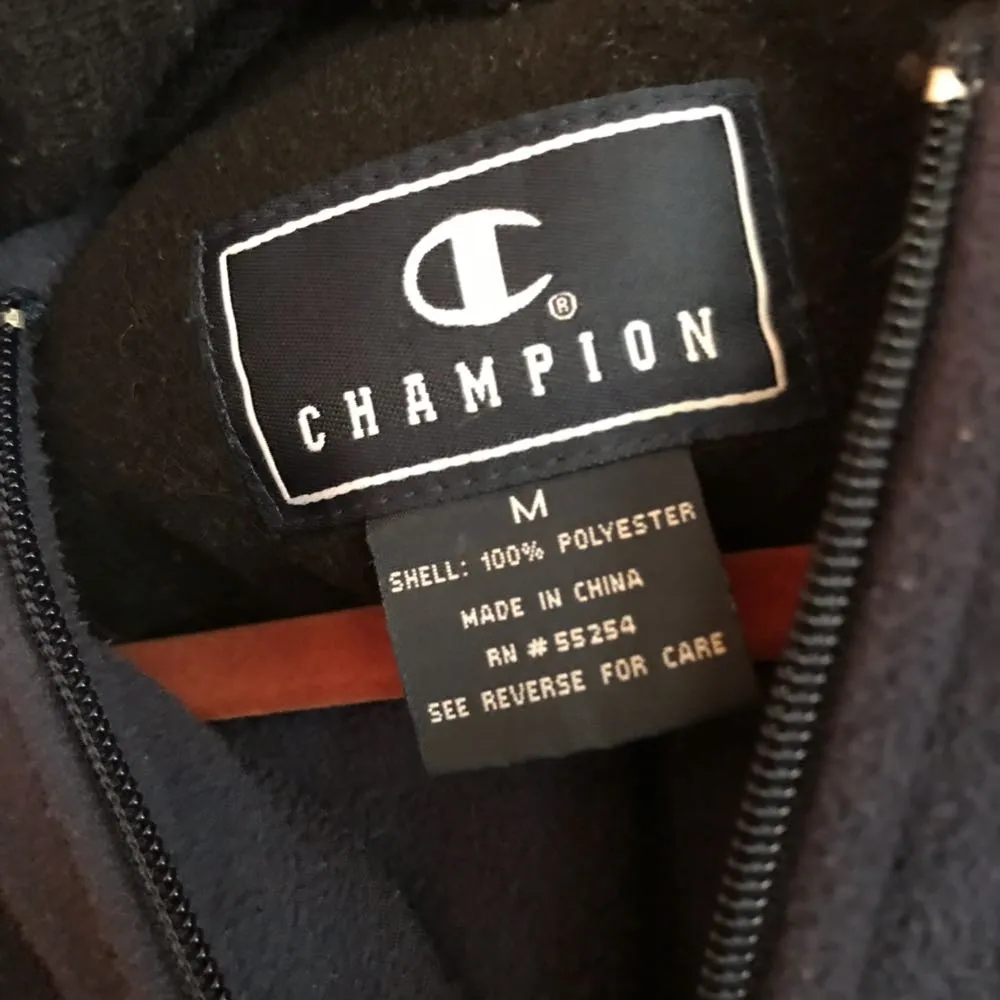 C®
CHAMPION
M
SHELL: 100% POLYESTER
MADE IN CHINA
RN # 55254
SEE REVERSE FOR CARE